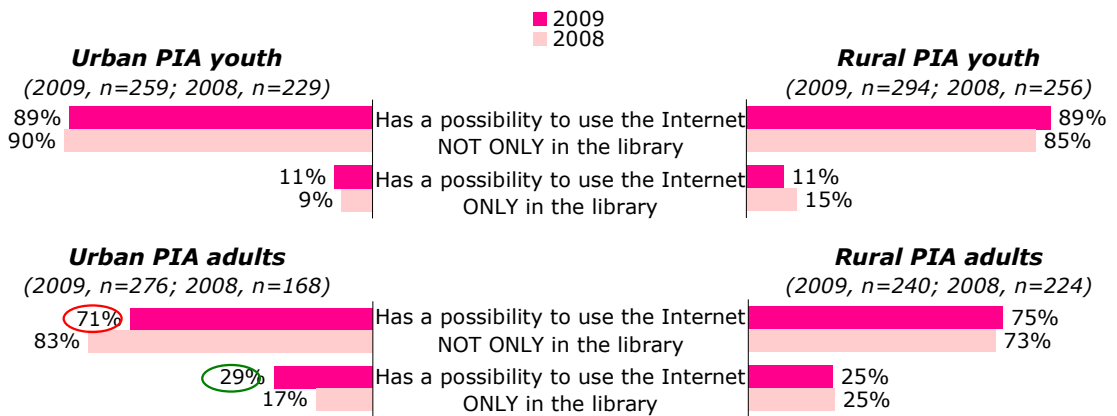 2009
2008
Urban PIA youth
(2009, n=259; 2008, n=229)
Rural PIA youth
(2009, n=294; 2008, n=256)
89%
Has a possibility to use the Internet
89%
90%
NOT ONLY in the library
85%
11%
Has a possibility to use the Internet
11%
9%
ONLY in the library
15%
Urban PIA adults
(2009, n=276; 2008, n=168)
Rural PIA adults
(2009, n=240; 2008, n=224)
71%
Has a possibility to use the Internet
75%
83%
NOT ONLY in the library
73%
29%
Has a possibility to use the Internet
25%
17%
ONLY in the library
25%